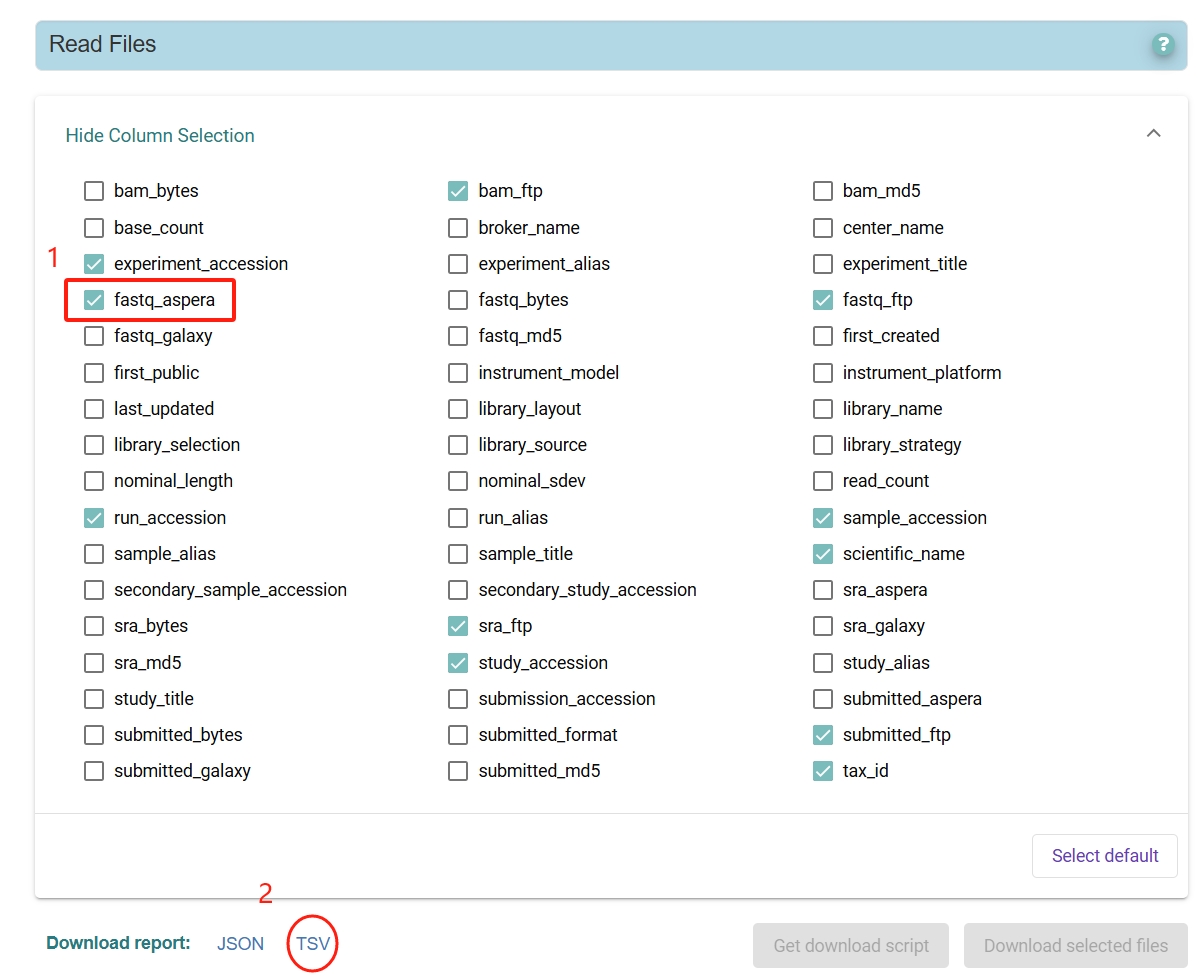 Read Files ?
Hide Column Selection
bam_bytes bam_ftp bam_md5
base_count broker_name center_name
1
experiment_accession experiment_alias experiment_title
fastq_aspera fastq_bytes fastq_ftp
fastq_galaxy fastq_md5 first_created
first_public instrument_model instrument_platform
last_updated library_layout library_name
library_selection library_source library_strategy
nominal_length nominal_sdev read_count
run_accession run_alias sample_accession
sample_alias sample_title scientific_name
secondary_sample_accession secondary_study_accession sra_aspera
sra_bytes sra_ftp sra_galaxy
sra_md5 study_accession study_alias
study_title submission_accession submitted_aspera
submitted_bytes submitted_format submitted_ftp
submitted_galaxy submitted_md5 tax_id
Select default
2
Download report: JSON TSV Get download script Download selected files